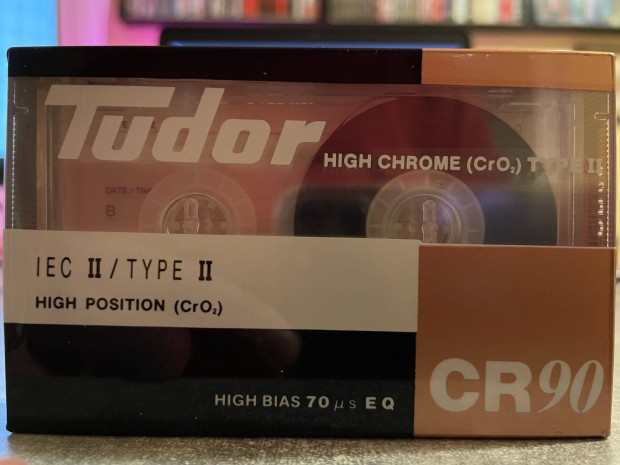 Tudor
HIGH CHROME (CrO₂) TYPE II
B
IEC II / TYPE II
HIGH POSITION (CrO₂)
CR90
HIGH BIAS 70 μs EQ